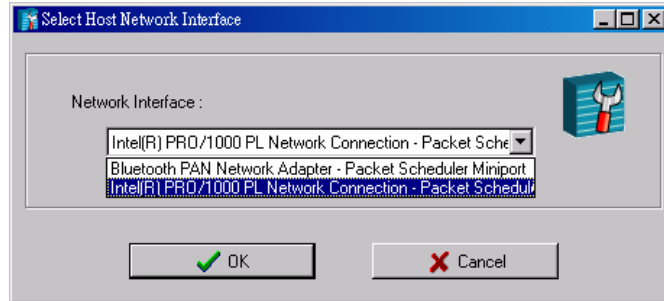 Select Host Network Interface
Network Interface :
Intel(R) PRO/1000 PL Network Connection - Packet Sche
Bluetooth PAN Network Adapter - Packet Scheduler Miniport
Intel(R) PRO/1000 PL Network Connection - Packet Schedul
OK
Cancel